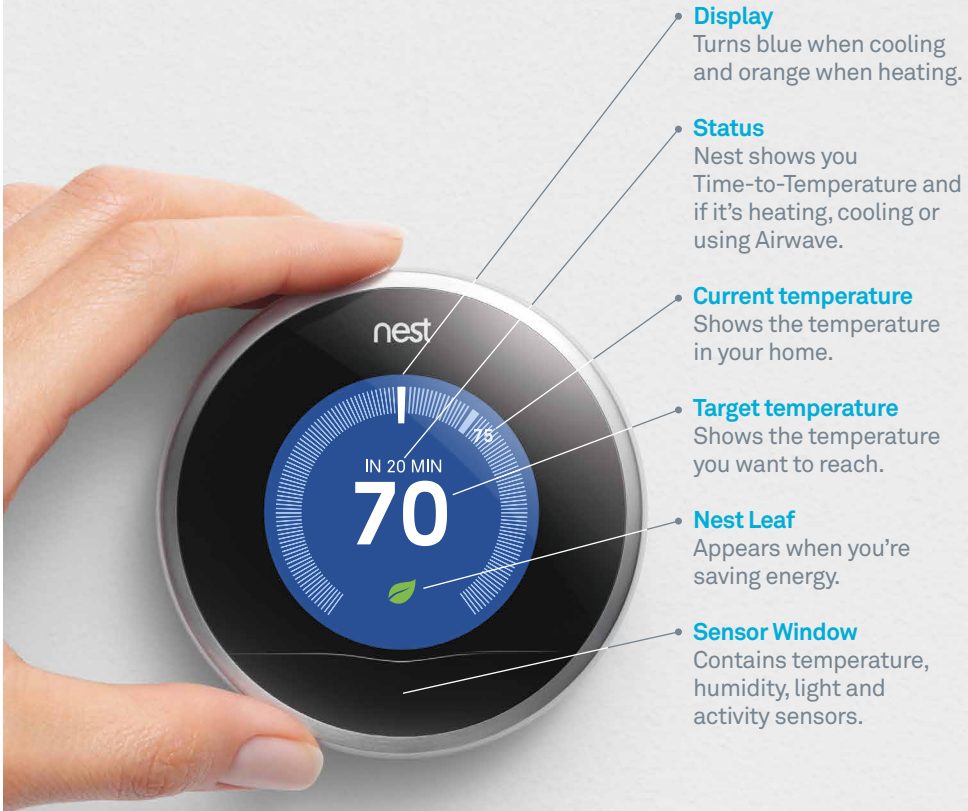 Display
Turns blue when cooling
and orange when heating.
Status
Nest shows you
Time-to-Temperature and
if it's heating, cooling or
using Airwave.
Current temperature
Shows the temperature
in your home.
Target temperature
Shows the temperature
you want to reach.
Nest Leaf
Appears when you're
saving energy.
Sensor Window
Contains temperature,
humidity, light and
activity sensors.
nest
75
IN 20 MIN
70